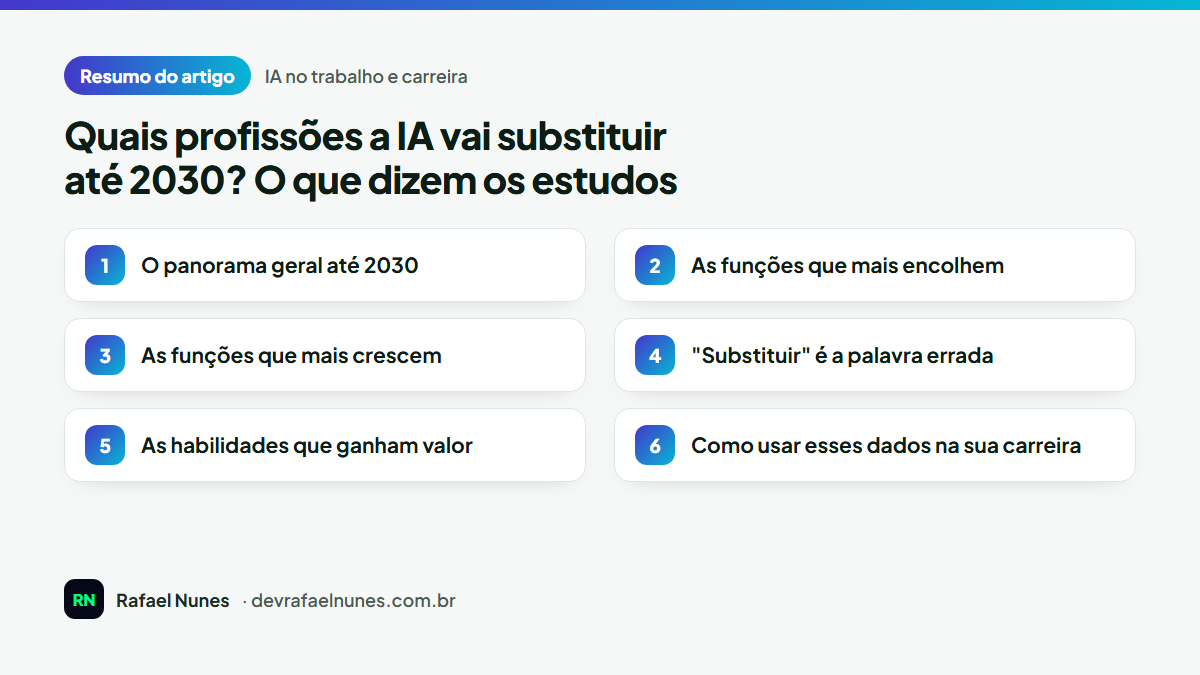 Resumo do artigo IA no trabalho e carreira
Quais profissões a IA vai substituir
até 2030? O que dizem os estudos
1 O panorama geral até 2030
2 As funções que mais encolhem
3 As funções que mais crescem
4 "Substituir" é a palavra errada
5 As habilidades que ganham valor
6 Como usar esses dados na sua carreira
RN Rafael Nunes · devrafaelnunes.com.br